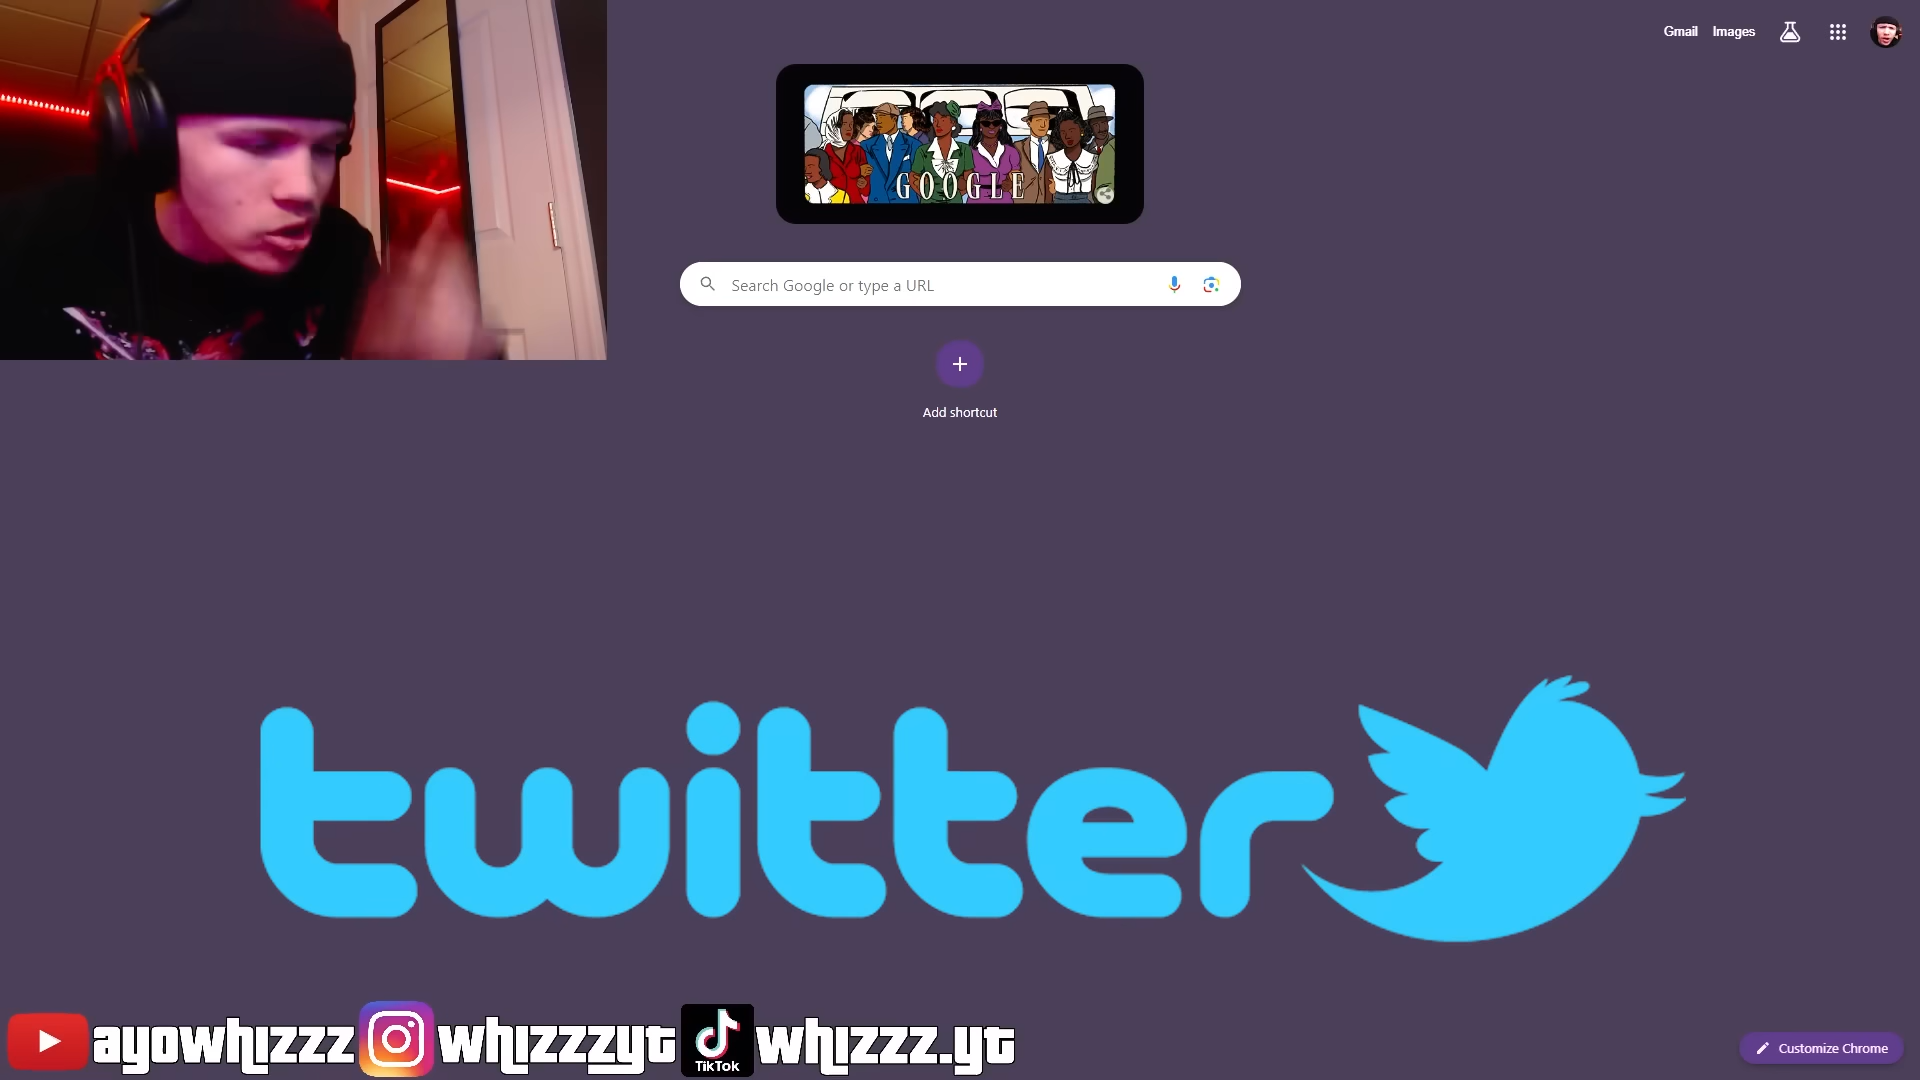 Gmail Images
GOOGLE
Search Google or type a URL
Add shortcut
twitter
ayowhizzz whizzzyt TikTok whizzz.yt
Customize Chrome